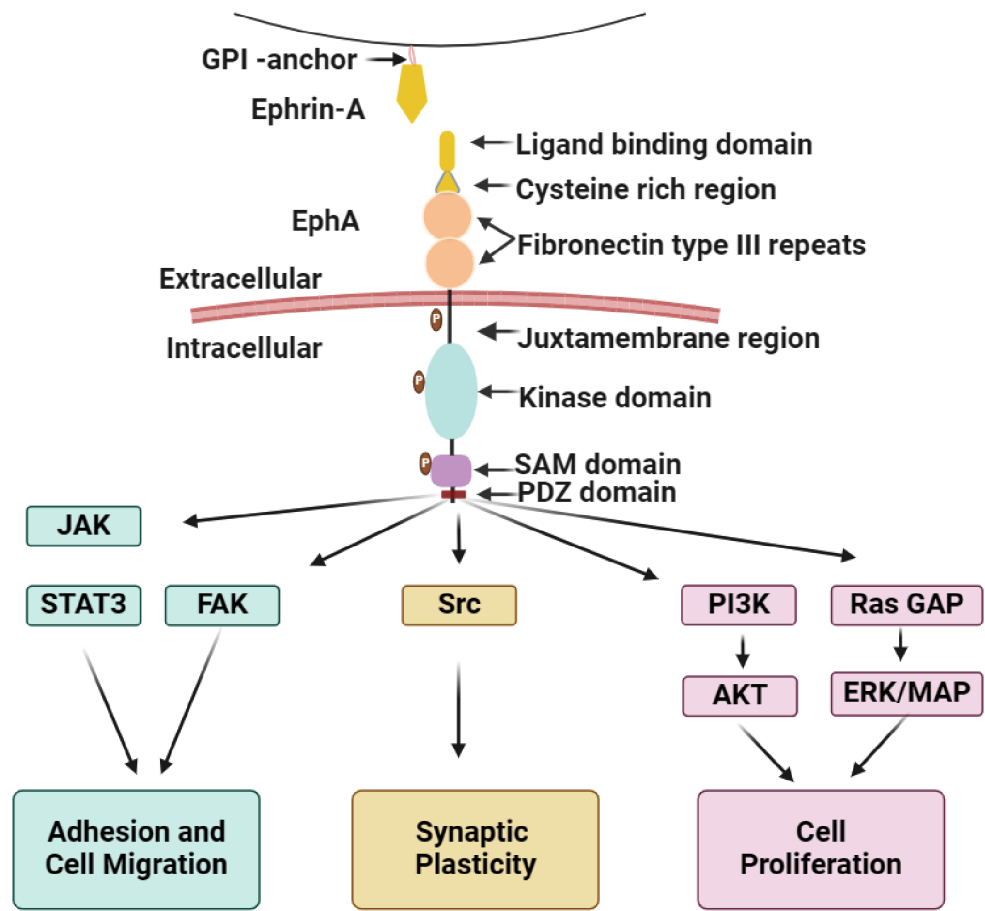 GPI -anchor
Ephrin-A
Ligand binding domain
Cysteine rich region
EphA
Fibronectin type III repeats
Extracellular
P
Juxtamembrane region
Intracellular
P
Kinase domain
P
SAM domain
PDZ domain
JAK
STAT3
FAK
Src
PI3K
Ras GAP
AKT
ERK/MAP
Adhesion and
Cell Migration
Synaptic
Plasticity
Cell
Proliferation